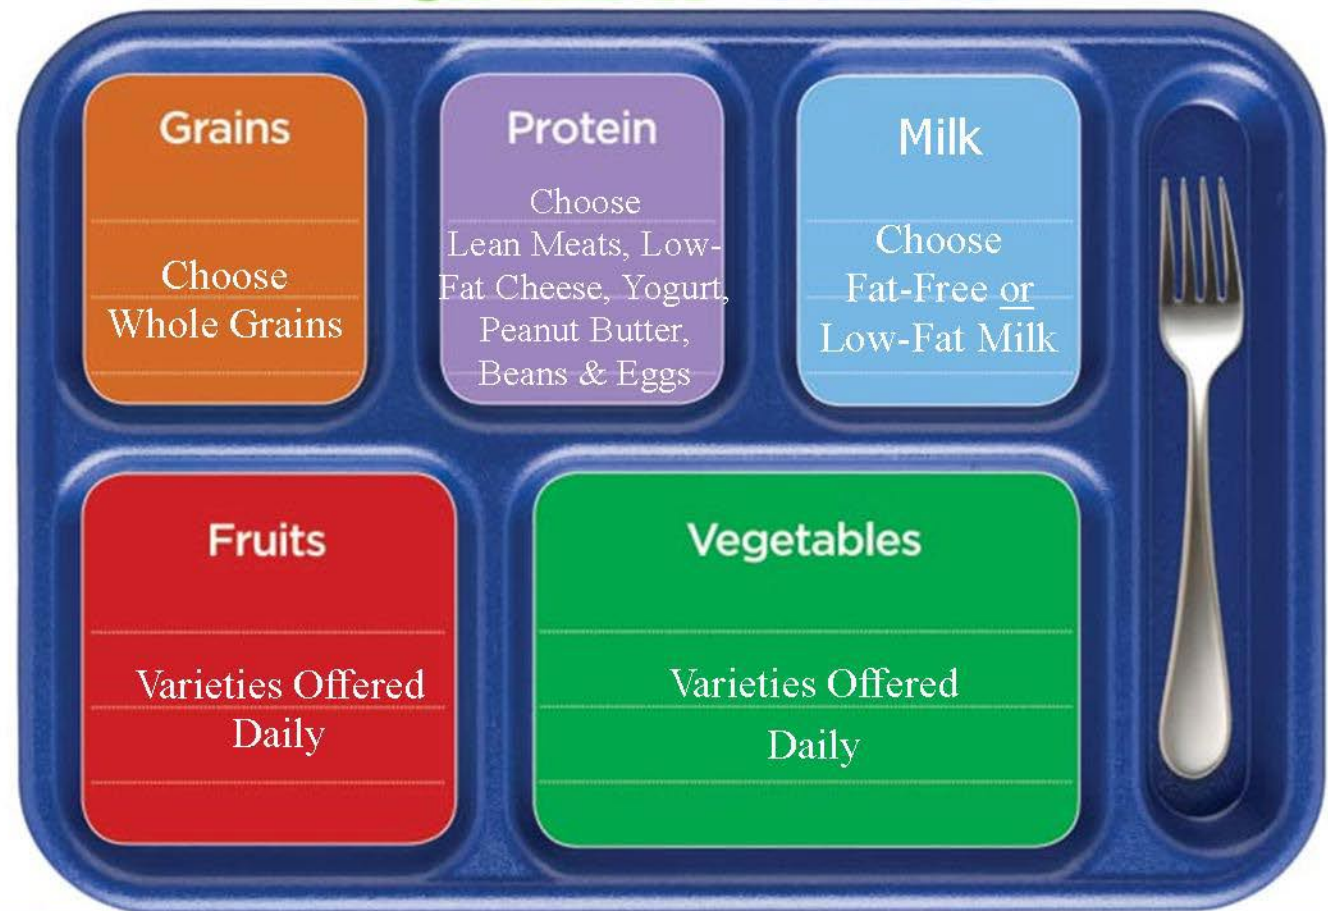 Grains
Choose
Whole Grains
Protein
Choose
Lean Meats, Low-
Fat Cheese, Yogurt,
Peanut Butter,
Beans & Eggs
Milk
Choose
Fat-Free or
Low-Fat Milk
Fruits
Varieties Offered
Daily
Vegetables
Varieties Offered
Daily